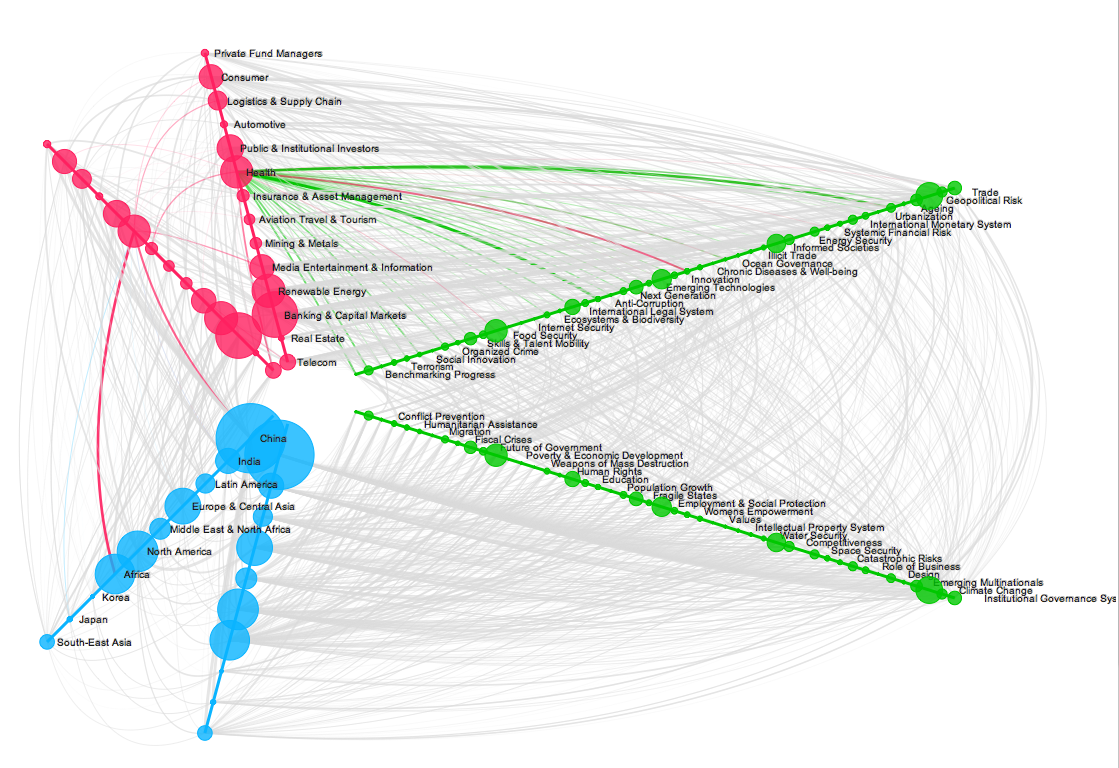 Private Fund Managers
Consumer
Logistics & Supply Chain
Automotive
Public & Institutional Investors
Health
Insurance & Asset Management
Aviation Travel & Tourism
Mining & Metals
Media Entertainment & Information
Renewable Energy
Banking & Capital Markets
Real Estate
Telecom
Trade
Geopolitical Risk
Ageing
Urbanization
International Monetary System
Systemic Financial Risk
Energy Security
Informed Societies
Illicit Trade
Ocean Governance
Chronic Diseases & Well-being
Innovation
Emerging Technologies
Next Generation
Anti-Corruption
International Legal System
Ecosystems & Biodiversity
Internet Security
Food Security
Skills & Talent Mobility
Organized Crime
Social Innovation
Terrorism
Benchmarking Progress
Conflict Prevention
Humanitarian Assistance
Migration
Fiscal Crises
Future of Government
Poverty & Economic Development
Weapons of Mass Destruction
Human Rights
Education
Population Growth
Fragile States
Employment & Social Protection
Womens Empowerment
Values
Intellectual Property System
Water Security
Competitiveness
Space Security
Catastrophic Risks
Role of Business
Design
Emerging Multinationals
Climate Change
Institutional Governance Sys
China
India
Latin America
Europe & Central Asia
Middle East & North Africa
North America
Africa
Korea
Japan
South-East Asia